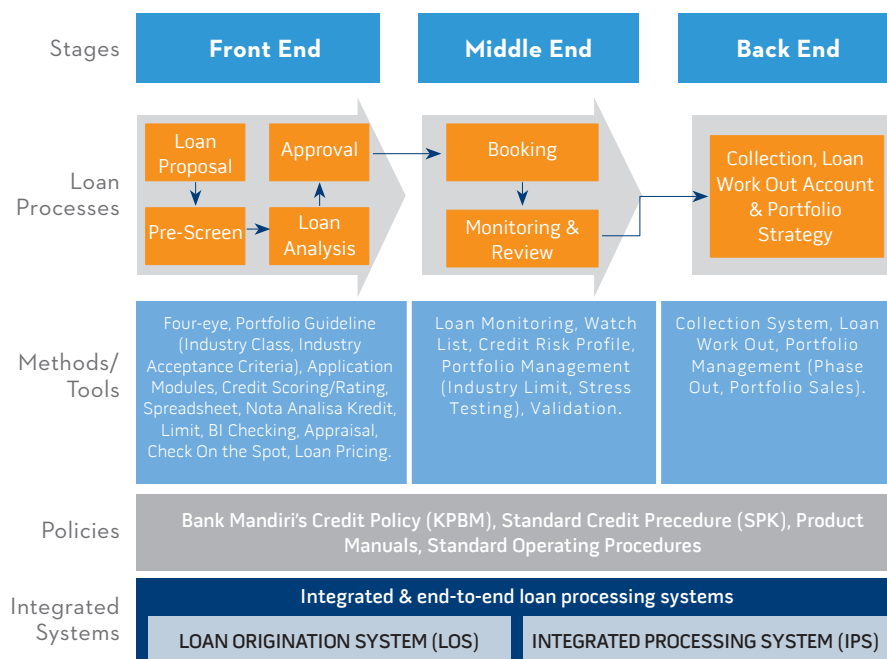 Stages
Front End
Middle End
Back End
Loan
Processes
Loan
Proposal
Pre-Screen
Approval
Loan
Analysis
Booking
Monitoring &
Review
Collection, Loan
Work Out Account
& Portfolio
Strategy
Methods/
Tools
Four-eye, Portfolio Guideline
(Industry Class, Industry
Acceptance Criteria), Application
Modules, Credit Scoring/Rating,
Spreadsheet, Nota Analisa Kredit,
Limit, BI Checking, Appraisal,
Check On the Spot, Loan Pricing.
Loan Monitoring, Watch
List, Credit Risk Profile,
Portfolio Management
(Industry Limit, Stress
Testing), Validation.
Collection System, Loan
Work Out, Portfolio
Management (Phase
Out, Portfolio Sales).
Policies
Bank Mandiri's Credit Policy (KPBM), Standard Credit Precedure (SPK), Product
Manuals, Standard Operating Procedures
Integrated
Systems
Integrated & end-to-end loan processing systems
LOAN ORIGINATION SYSTEM (LOS)
INTEGRATED PROCESSING SYSTEM (IPS)